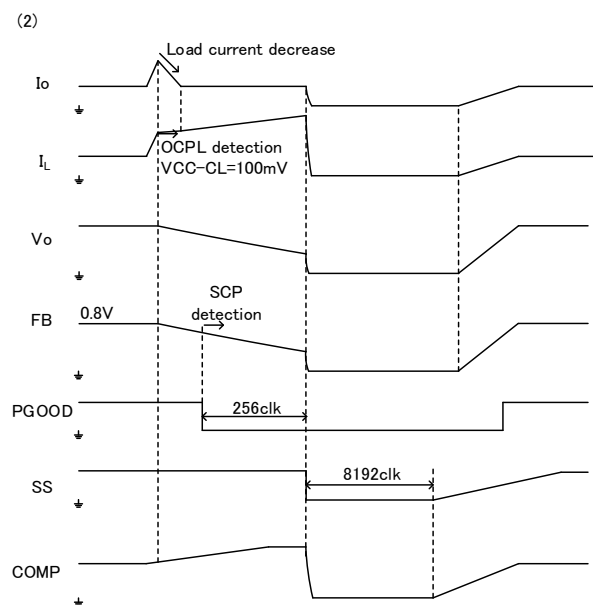 (2)
Load current decrease
Io
OCPL detection
VCC-CL=100mV
IL
Vo
SCP
detection
0.8V
FB
PGOOD
256clk
SS
8192clk
COMP